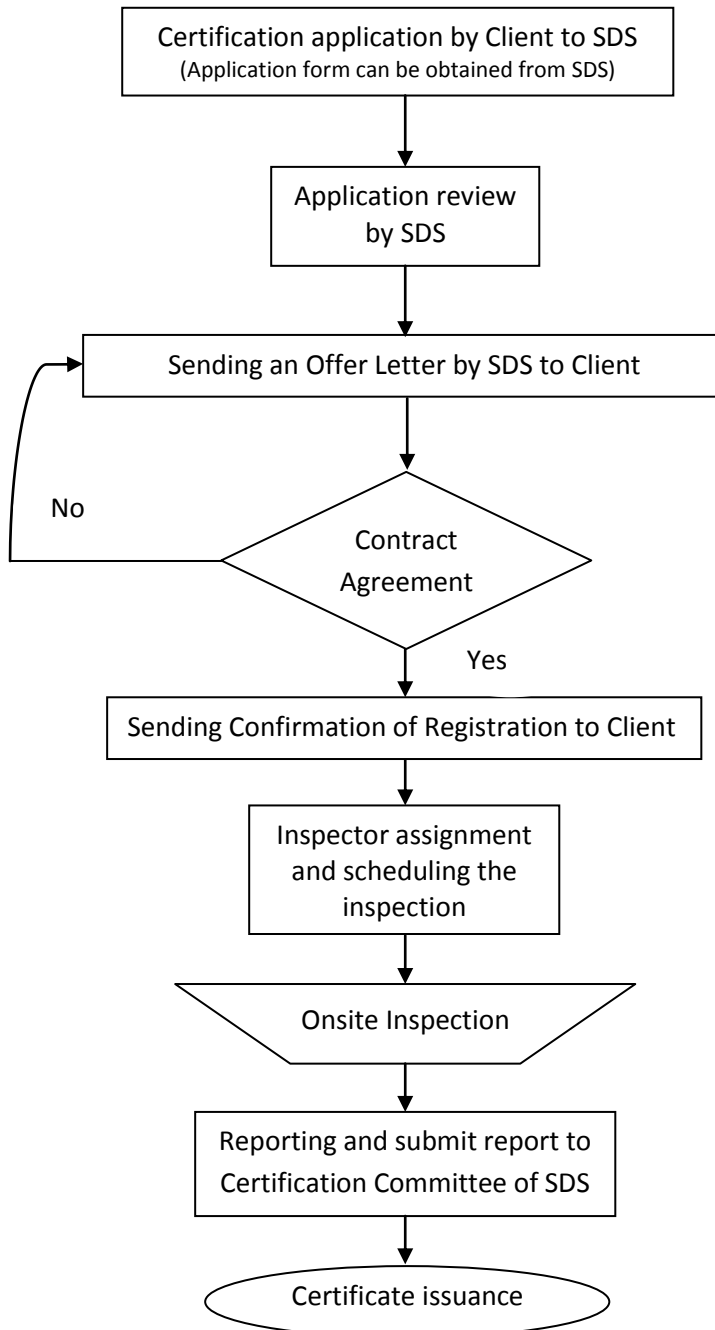 Certification application by Client to SDS
(Application form can be obtained from SDS)
Application review
by SDS
Sending an Offer Letter by SDS to Client
No
Contract
Agreement
Yes
Sending Confirmation of Registration to Client
Inspector assignment
and scheduling the
inspection
Onsite Inspection
Reporting and submit report to
Certification Committee of SDS
Certificate issuance